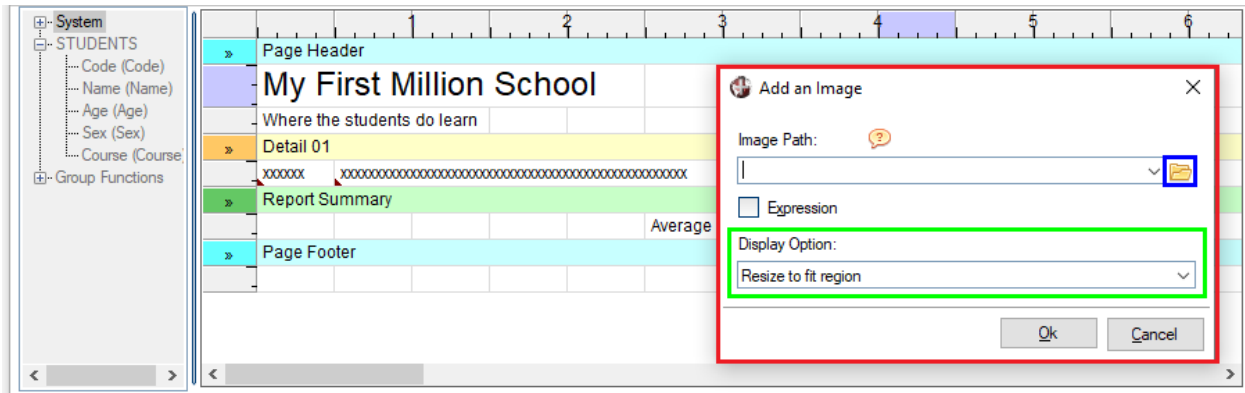 System
STUDENTS
Code (Code)
Name (Name)
Age (Age)
Sex (Sex)
Course (Course)
Group Functions
1 2 3 4 5 6
» Page Header
My First Million School
Where the students do learn
» Detail 01
xxxxxx xxxxxxxxxxxxxxxxxxxxxxxxxxxxxxxxxxxxxxxxxxxxxxxxxx
» Report Summary
Average
» Page Footer
Add an Image
Image Path: ?
Expression
Display Option:
Resize to fit region
Ok Cancel